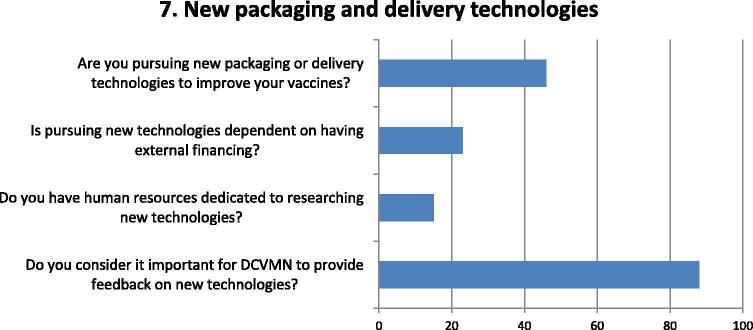 7. New packaging and delivery technologies
Are you pursuing new packaging or delivery
technologies to improve your vaccines?
Is pursuing new technologies dependent on having
external financing?
Do you have human resources dedicated to researching
new technologies?
Do you consider it important for DCVMN to provide
feedback on new technologies?
0 20 40 60 80 100